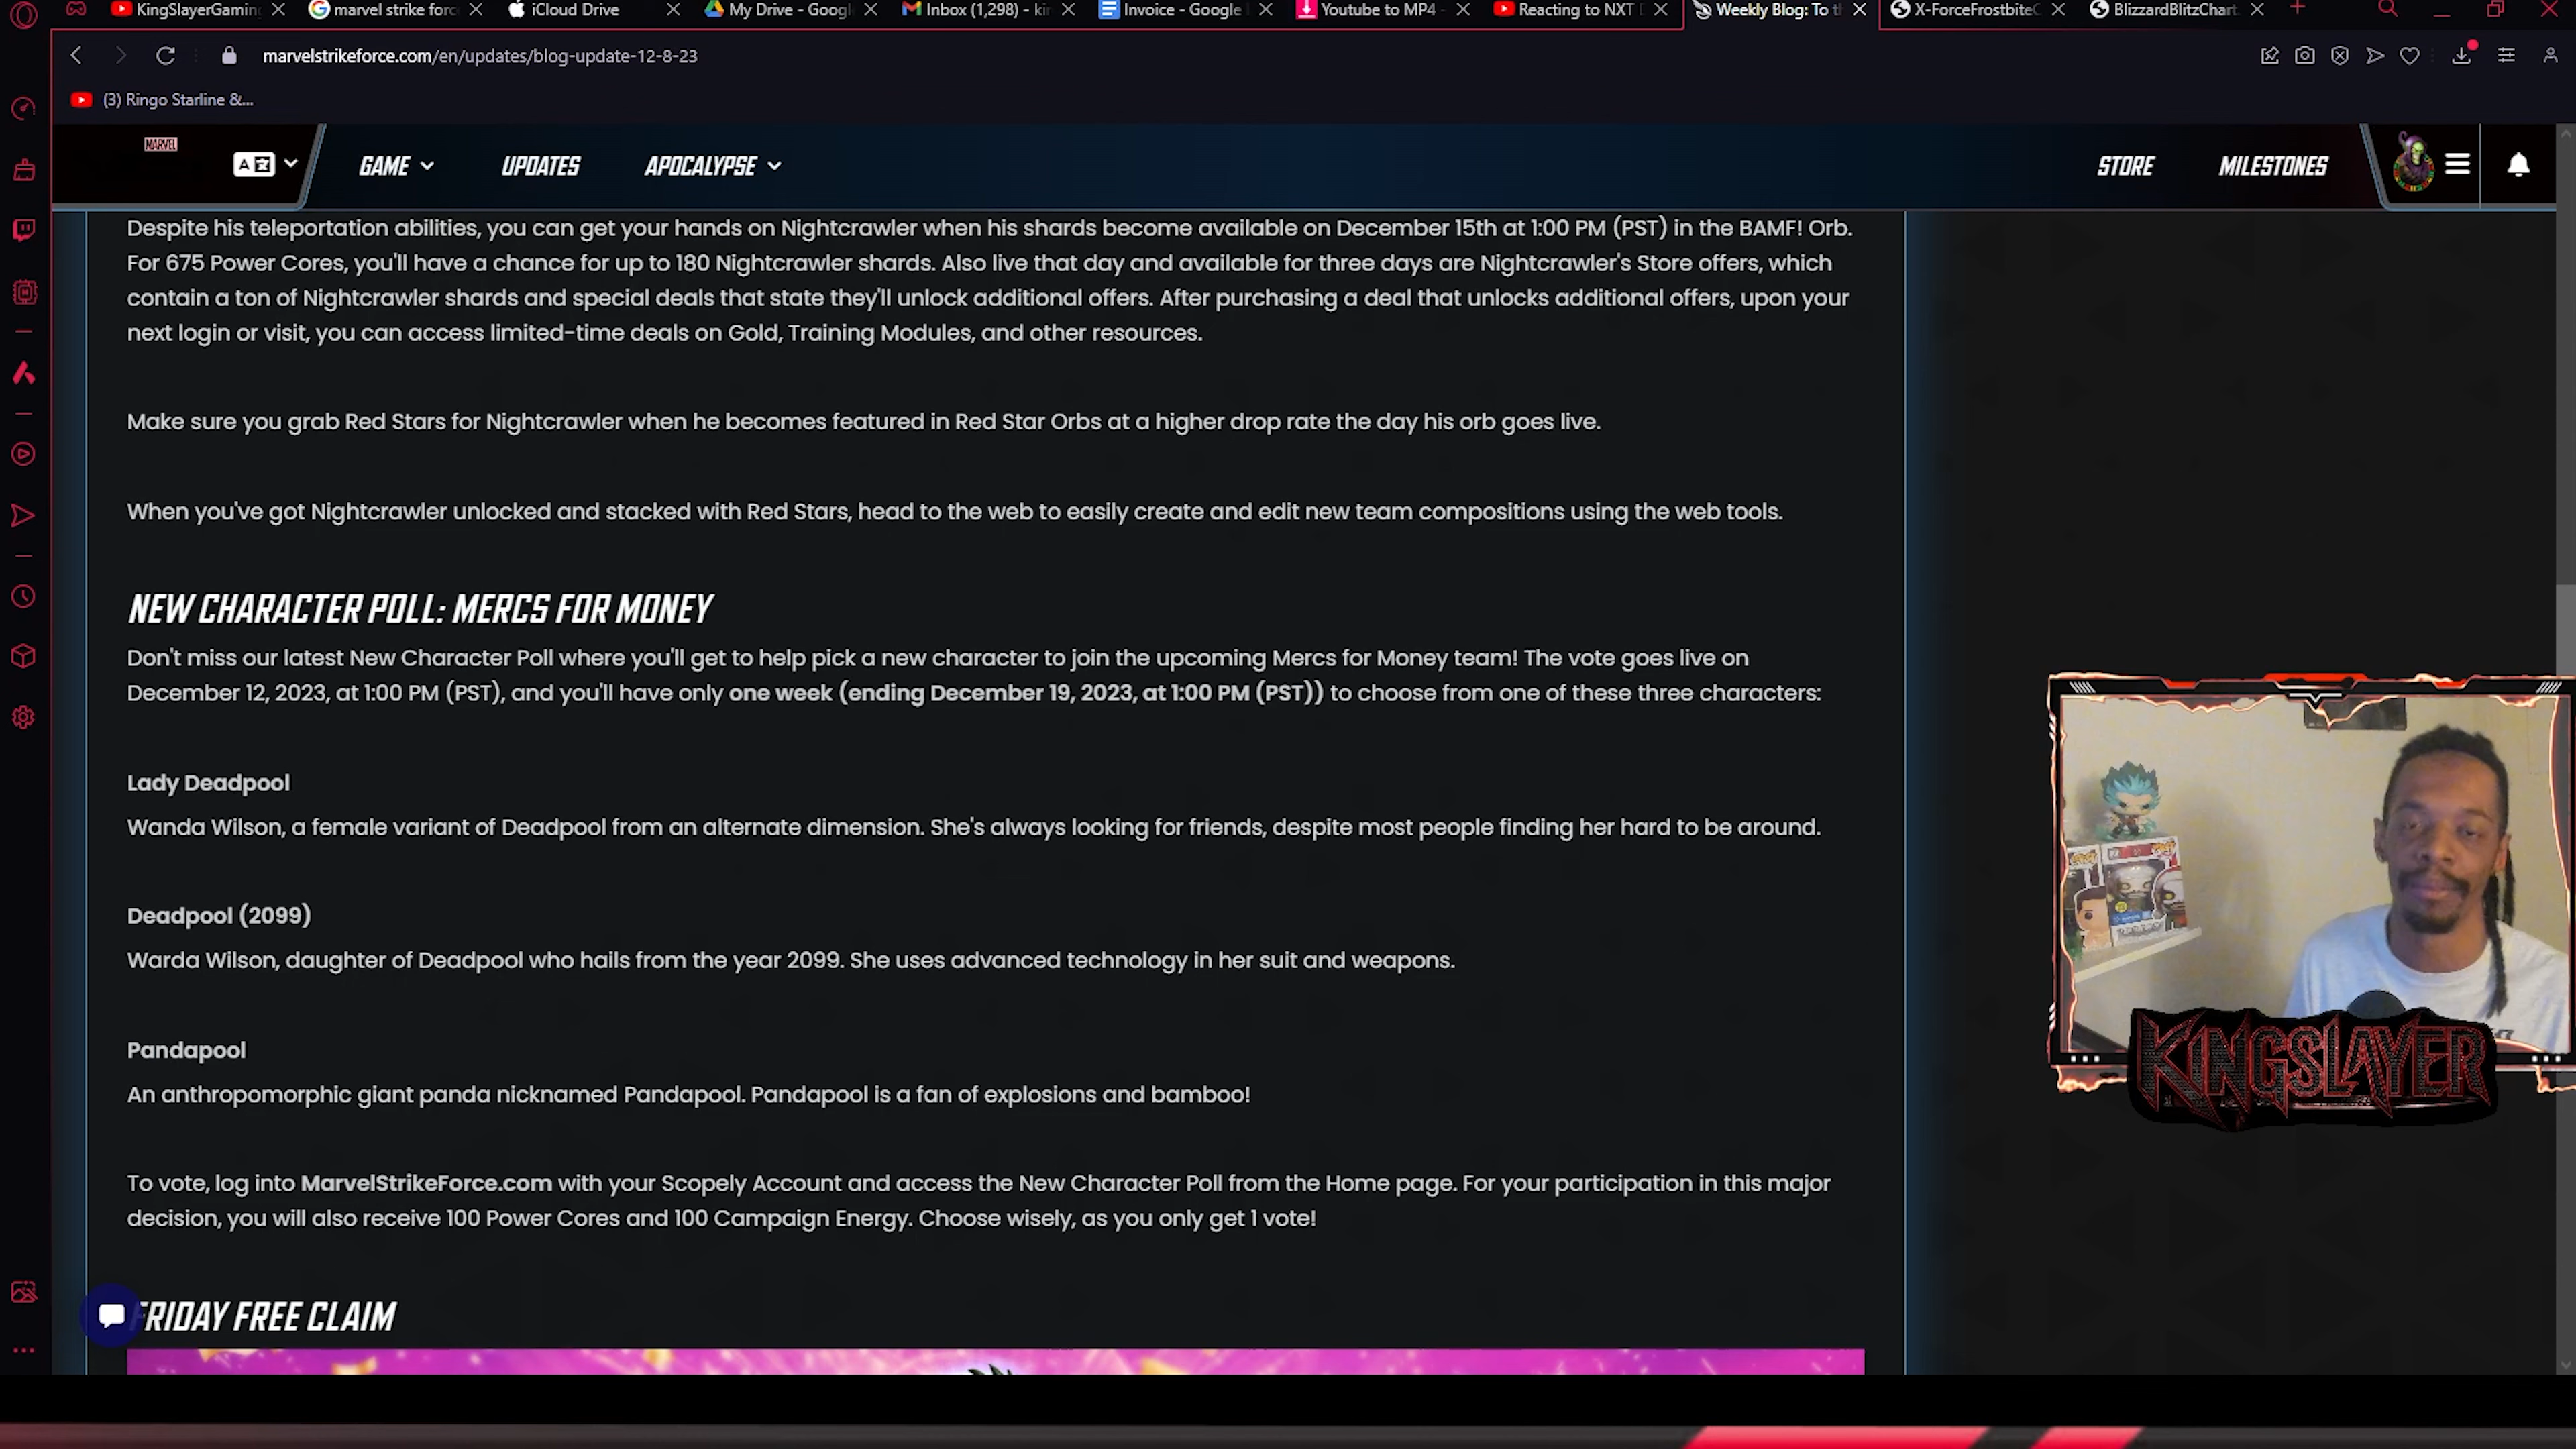 KingSlayerGaming
marvel strike forc
iCloud Drive
My Drive - Googl
Inbox (1,298) - ki
Invoice - Google
Youtube to MP4 -
Reacting to NXT
Weekly Blog: To t
X-ForceFrostbite
BlizzardBlitzChart
marvelstrikeforce.com/en/updates/blog-update-12-8-23
(3) Ringo Starline &...
MARVEL
GAME
UPDATES
APOCALYPSE
STORE
MILESTONES
Despite his teleportation abilities, you can get your hands on Nightcrawler when his shards become available on December 15th at 1:00 PM (PST) in the BAMF! Orb.
For 675 Power Cores, you'll have a chance for up to 180 Nightcrawler shards. Also live that day and available for three days are Nightcrawler's Store offers, which
contain a ton of Nightcrawler shards and special deals that state they'll unlock additional offers. After purchasing a deal that unlocks additional offers, upon your
next login or visit, you can access limited-time deals on Gold, Training Modules, and other resources.
Make sure you grab Red Stars for Nightcrawler when he becomes featured in Red Star Orbs at a higher drop rate the day his orb goes live.
When you've got Nightcrawler unlocked and stacked with Red Stars, head to the web to easily create and edit new team compositions using the web tools.
NEW CHARACTER POLL: MERCS FOR MONEY
Don't miss our latest New Character Poll where you'll get to help pick a new character to join the upcoming Mercs for Money team! The vote goes live on
December 12, 2023, at 1:00 PM (PST), and you'll have only one week (ending December 19, 2023, at 1:00 PM (PST)) to choose from one of these three characters:
Lady Deadpool
Wanda Wilson, a female variant of Deadpool from an alternate dimension. She's always looking for friends, despite most people finding her hard to be around.
Deadpool (2099)
Warda Wilson, daughter of Deadpool who hails from the year 2099. She uses advanced technology in her suit and weapons.
Pandapool
An anthropomorphic giant panda nicknamed Pandapool. Pandapool is a fan of explosions and bamboo!
To vote, log into MarvelStrikeForce.com with your Scopely Account and access the New Character Poll from the Home page. For your participation in this major
decision, you will also receive 100 Power Cores and 100 Campaign Energy. Choose wisely, as you only get 1 vote!
FRIDAY FREE CLAIM
KINGSLAYER